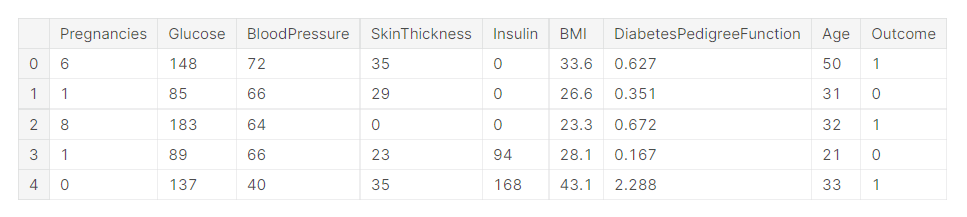 Pregnancies Glucose BloodPressure SkinThickness Insulin BMI DiabetesPedigreeFunction Age Outcome
0 6 148 72 35 0 33.6 0.627 50 1
1 1 85 66 29 0 26.6 0.351 31 0
2 8 183 64 0 0 23.3 0.672 32 1
3 1 89 66 23 94 28.1 0.167 21 0
4 0 137 40 35 168 43.1 2.288 33 1